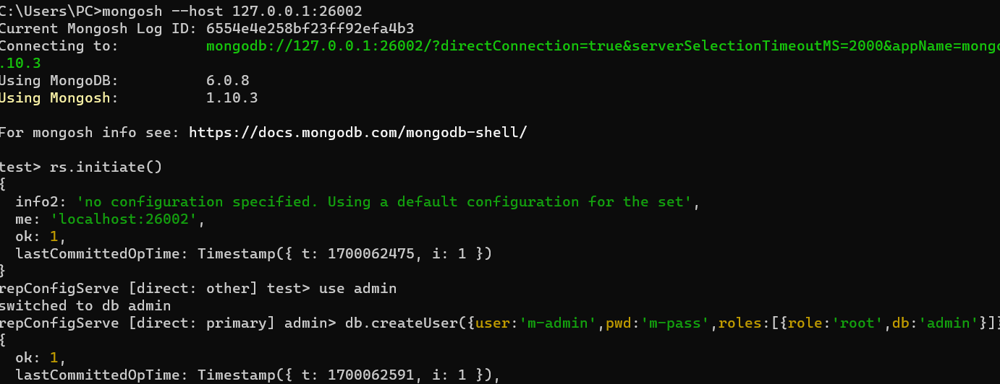 C:\Users\PC>mongosh --host 127.0.0.1:26002
Current Mongosh Log ID: 6554e4e258bf23ff92efa4b3
Connecting to:          mongodb://127.0.0.1:26002/?directConnection=true&serverSelectionTimeoutMS=2000&appName=mongo
.10.3
Using MongoDB:          6.0.8
Using Mongosh:          1.10.3
For mongosh info see: https://docs.mongodb.com/mongodb-shell/
test> rs.initiate()
{
  info2: 'no configuration specified. Using a default configuration for the set',
  me: 'localhost:26002',
  ok: 1,
  lastCommittedOpTime: Timestamp({ t: 1700062475, i: 1 })
}
repConfigServe [direct: other] test> use admin
switched to db admin
repConfigServe [direct: primary] admin> db.createUser({user:'m-admin',pwd:'m-pass',roles:[{role:'root',db:'admin'}]}
{
  ok: 1,
  lastCommittedOpTime: Timestamp({ t: 1700062591, i: 1 }),